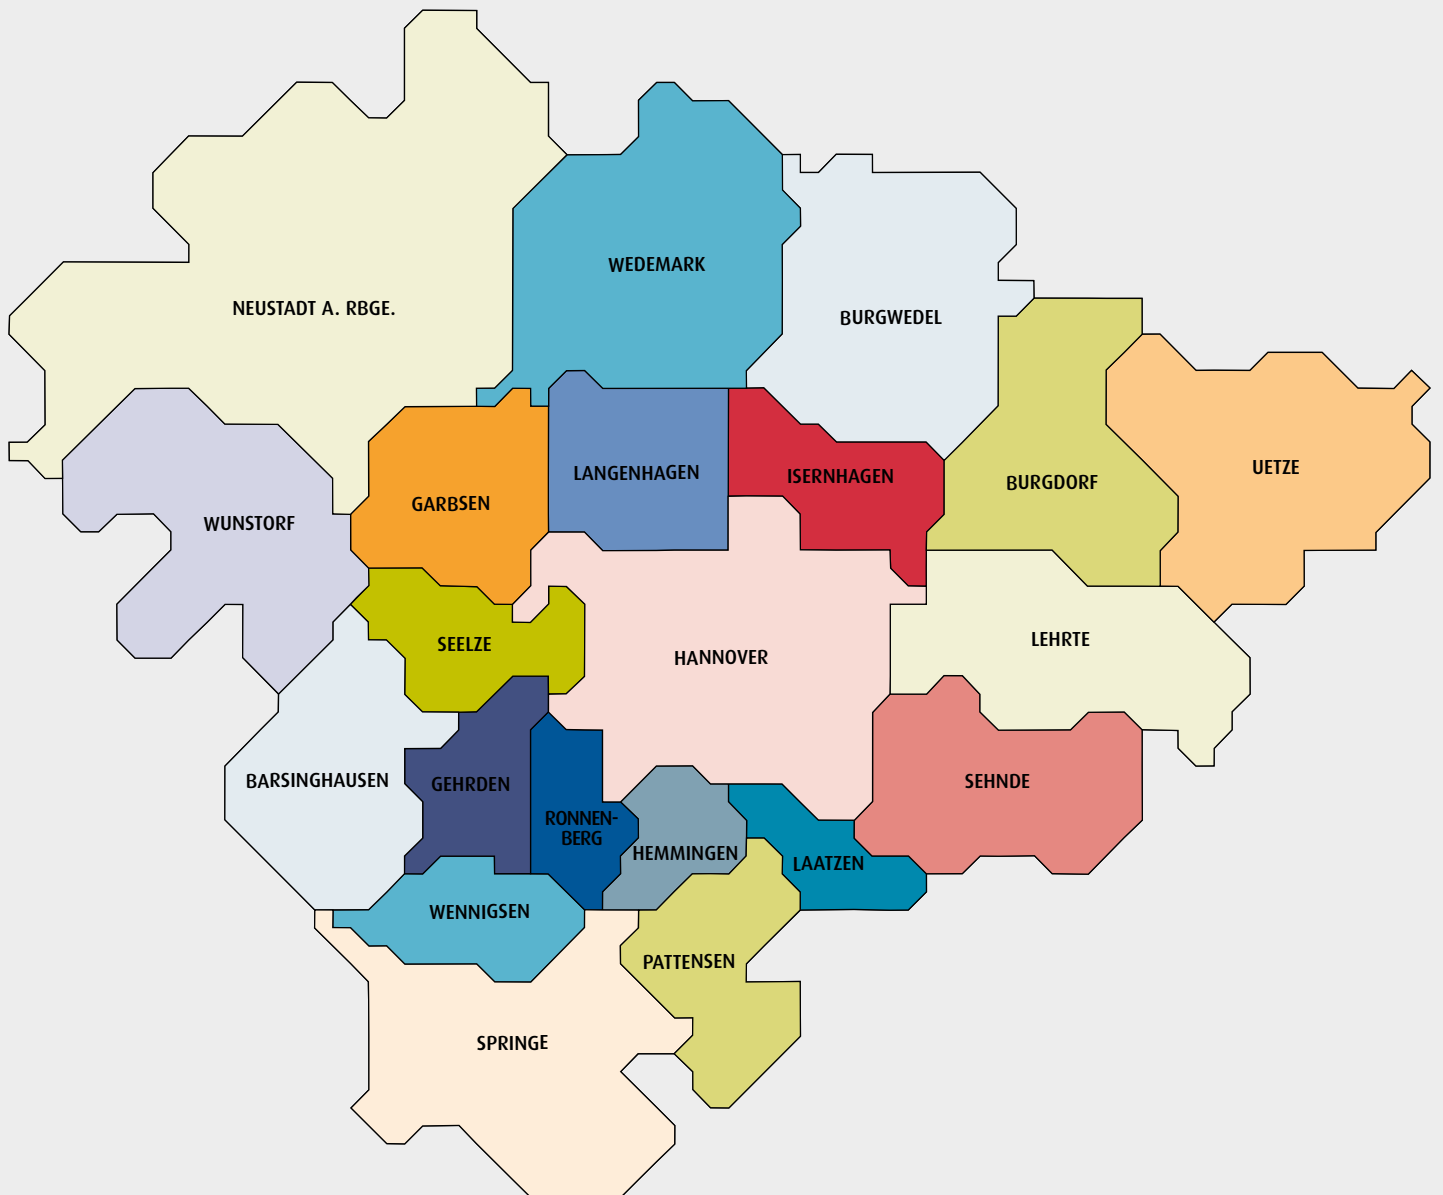 WEDEMARK
NEUSTADT A. RBGE.
BURGWEDEL
UETZE
LANGENHAGEN
ISERNHAGEN
BURGDORF
GARBSEN
WUNSTORF
LEHRTE
SEELZE
HANNOVER
BARSINGHAUSEN
GEHRDEN
SEHNDE
RONNEN-
BERG
HEMMINGEN
LAATZEN
WENNIGSEN
PATTENSEN
SPRINGE